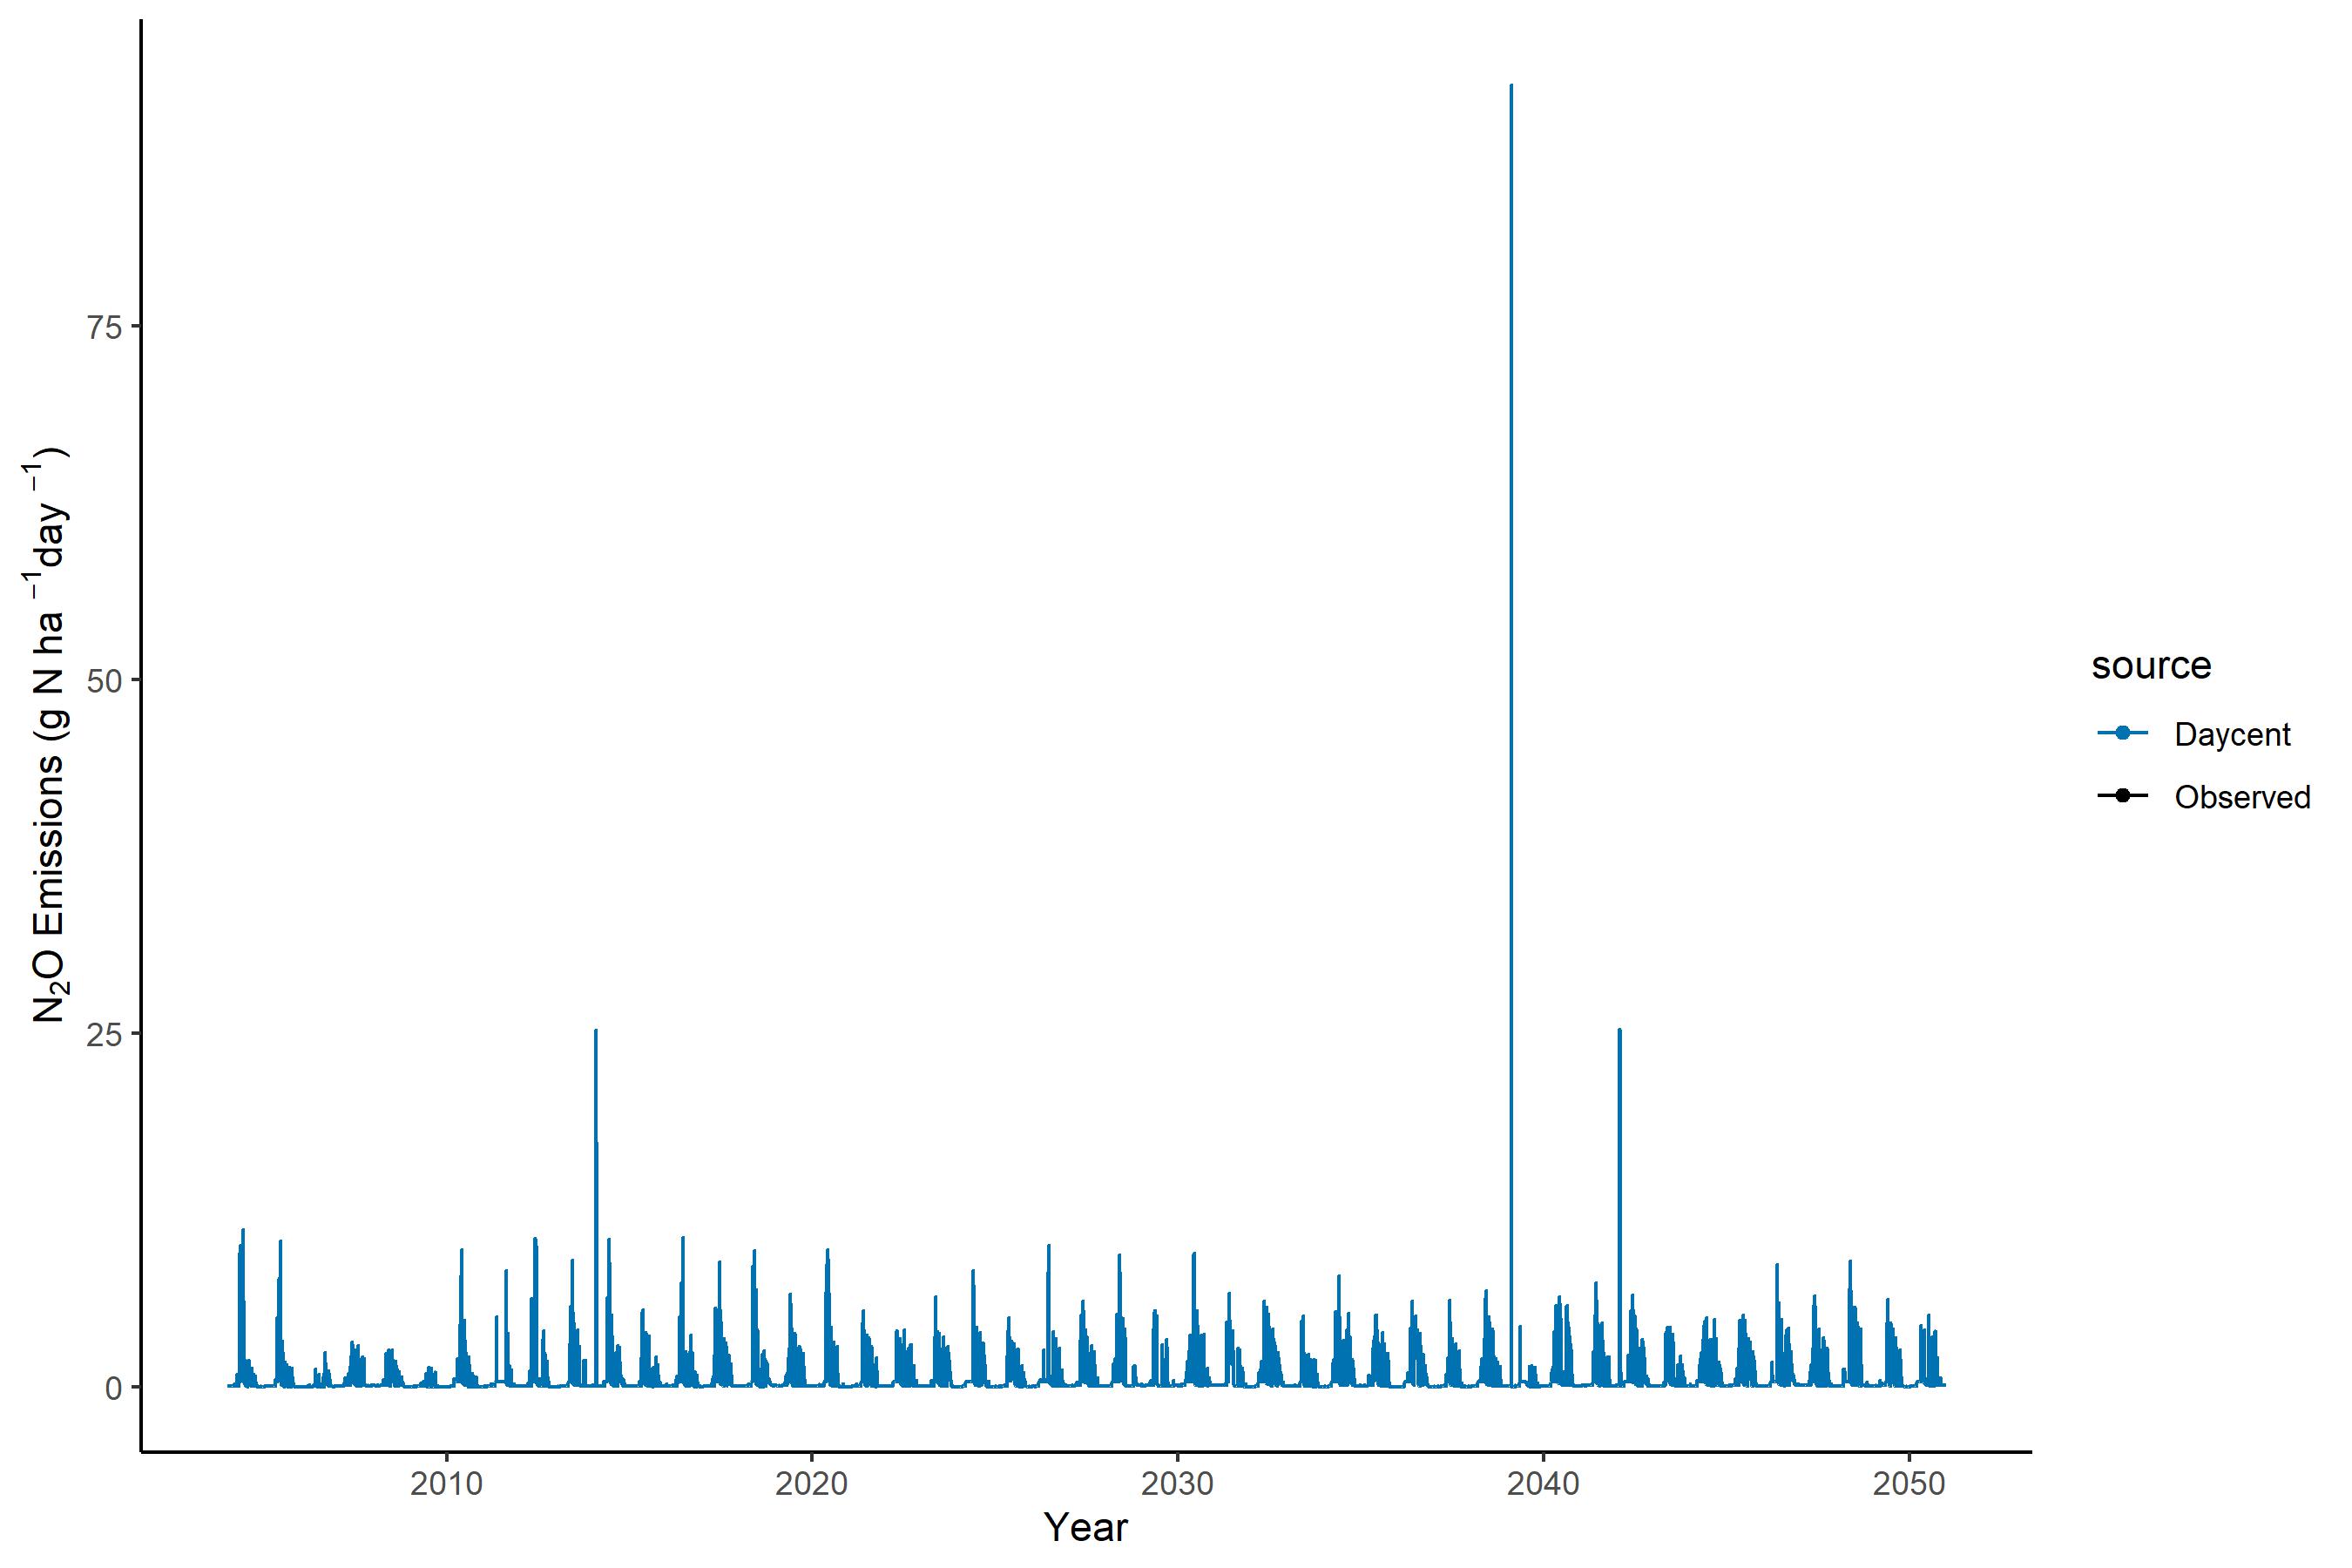 N₂O Emissions (g N ha ⁻¹day ⁻¹)
75
50
25
0
2010 2020 2030 2040 2050
Year
source
Daycent
Observed